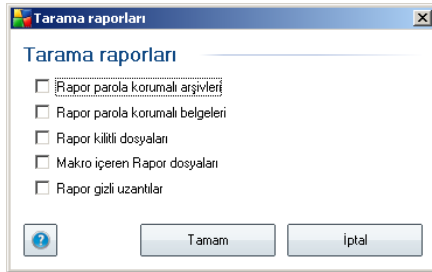 Tarama raporları
Tarama raporları
Rapor parola korumalı arşivleri
Rapor parola korumalı belgeleri
Rapor kilitli dosyaları
Makro içeren Rapor dosyaları
Rapor gizli uzantılar
?
Tamam
İptal